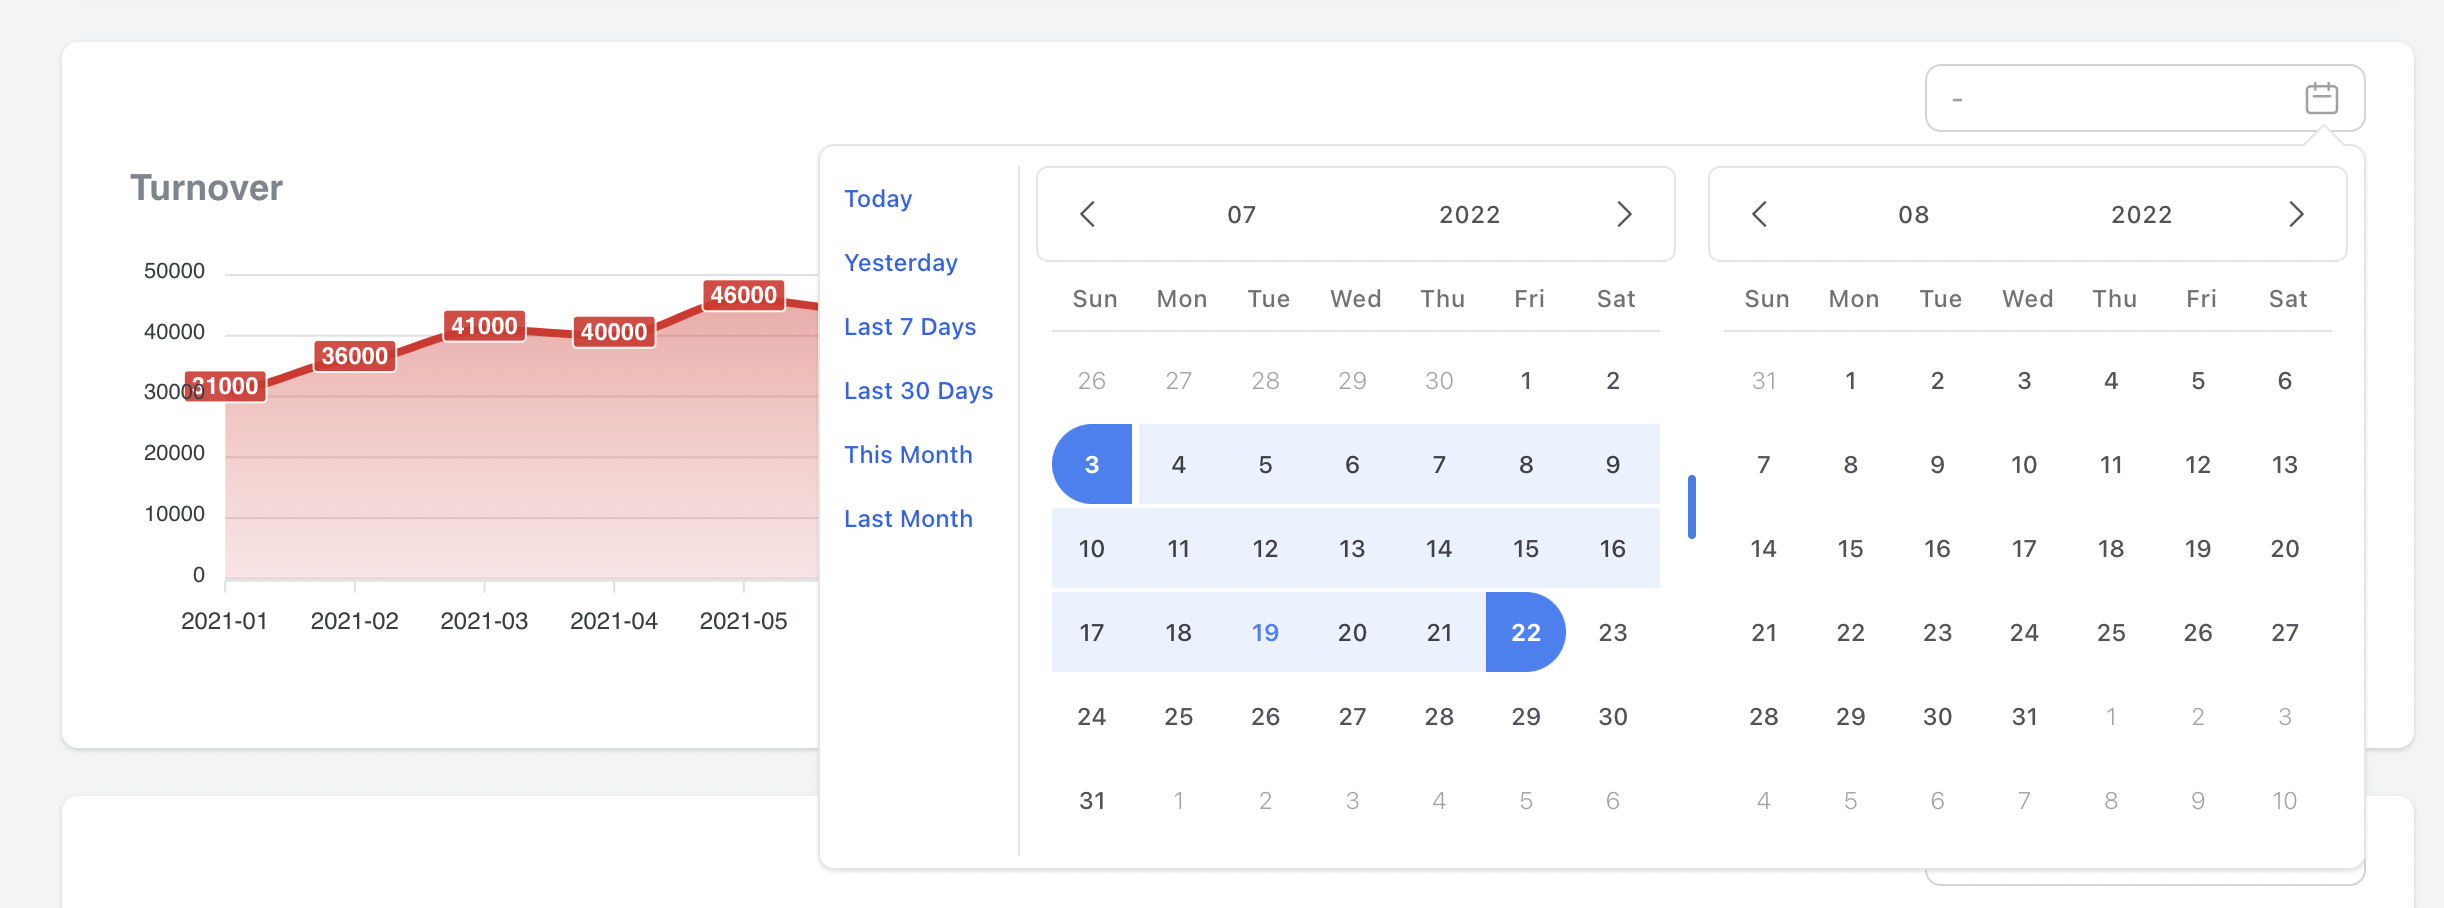 -
Turnover
50000
40000
30000
20000
10000
0
31000
36000
41000
40000
46000
2021-01 2021-02 2021-03 2021-04 2021-05
Today
Yesterday
Last 7 Days
Last 30 Days
This Month
Last Month
07 2022
Sun Mon Tue Wed Thu Fri Sat
26 27 28 29 30 1 2
3 4 5 6 7 8 9
10 11 12 13 14 15 16
17 18 19 20 21 22 23
24 25 26 27 28 29 30
31 1 2 3 4 5 6
08 2022
Sun Mon Tue Wed Thu Fri Sat
31 1 2 3 4 5 6
7 8 9 10 11 12 13
14 15 16 17 18 19 20
21 22 23 24 25 26 27
28 29 30 31 1 2 3
4 5 6 7 8 9 10